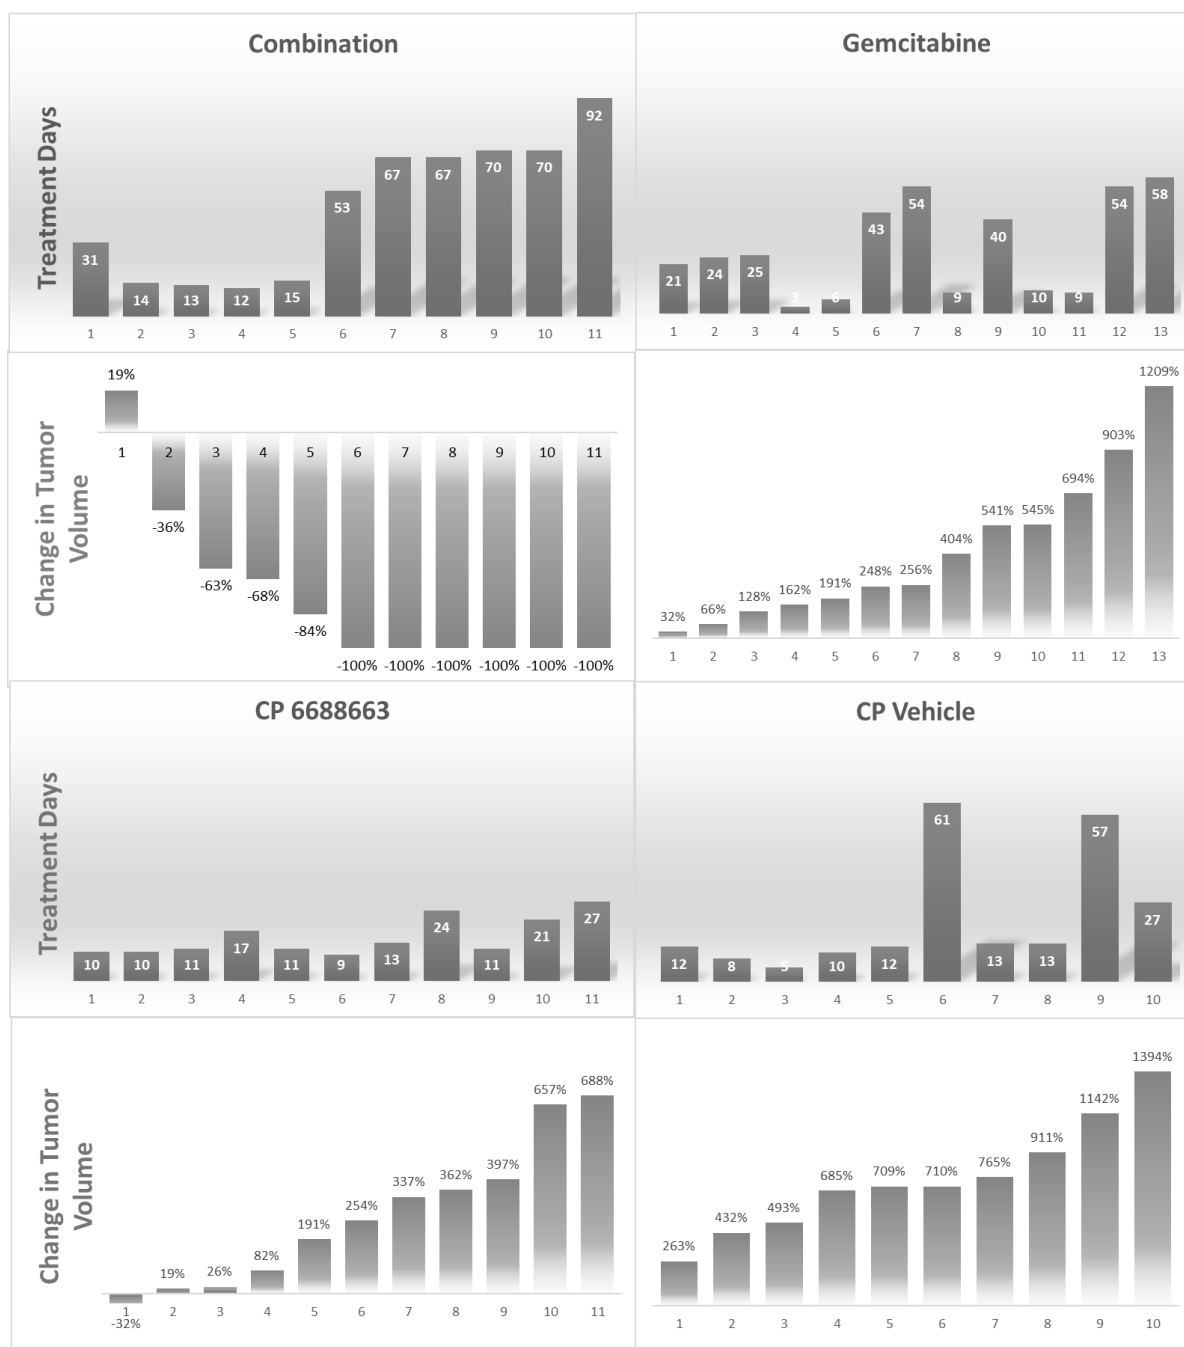 Combination
Treatment Days
31 14 13 12 15 53 67 67 70 70 92
1 2 3 4 5 6 7 8 9 10 11
Gemcitabine
21 24 25 3 6 43 54 9 40 10 9 54 58
1 2 3 4 5 6 7 8 9 10 11 12 13
Change in Tumor
Volume
19%
1 2 3 4 5 6 7 8 9 10 11
-36% -63% -68% -84% -100% -100% -100% -100% -100% -100%
32% 66% 128% 162% 191% 248% 256% 404% 541% 545% 694% 903% 1209%
1 2 3 4 5 6 7 8 9 10 11 12 13
CP 6688663
Treatment Days
10 10 11 17 11 9 13 24 11 21 27
1 2 3 4 5 6 7 8 9 10 11
CP Vehicle
12 8 5 10 12 61 13 13 57 27
1 2 3 4 5 6 7 8 9 10
Change in Tumor
Volume
-32% 19% 26% 82% 191% 254% 337% 362% 397% 657% 688%
1 2 3 4 5 6 7 8 9 10 11
263% 432% 493% 685% 709% 710% 765% 911% 1142% 1394%
1 2 3 4 5 6 7 8 9 10